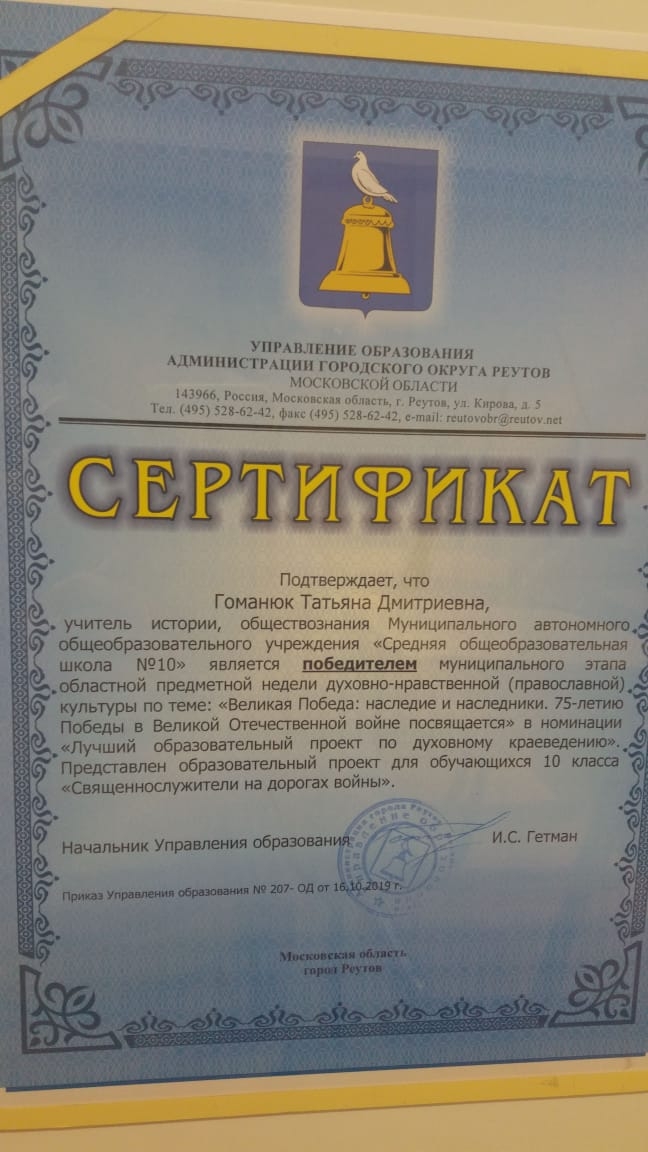 УПРАВЛЕНИЕ ОБРАЗОВАНИЯ
АДМИНИСТРАЦИИ ГОРОДСКОГО ОКРУГА РЕУТОВ
МОСКОВСКОЙ ОБЛАСТИ
143966, Россия, Московская область, г. Реутов, ул. Кирова, д. 5
Тел. (495) 528-62-42, факс (495) 528-62-42, e-mail: reutovobr@reutov.net
СЕРТИФИКАТ
Подтверждает, что
Гоманюк Татьяна Дмитриевна,
учитель истории, обществознания Муниципального автономного
общеобразовательного учреждения «Средняя общеобразовательная
школа №10» является победителем муниципального этапа
областной предметной недели духовно-нравственной (православной)
культуры по теме: «Великая Победа: наследие и наследники. 75-летию
Победы в Великой Отечественной войне посвящается» в номинации
«Лучший образовательный проект по духовному краеведению».
Представлен образовательный проект для обучающихся 10 класса
«Священнослужители на дорогах войны».
Начальник Управления образования И.С. Гетман
Приказ Управления образования № 207- ОД от 16.10.2019 г.
Московская область
город Реутов